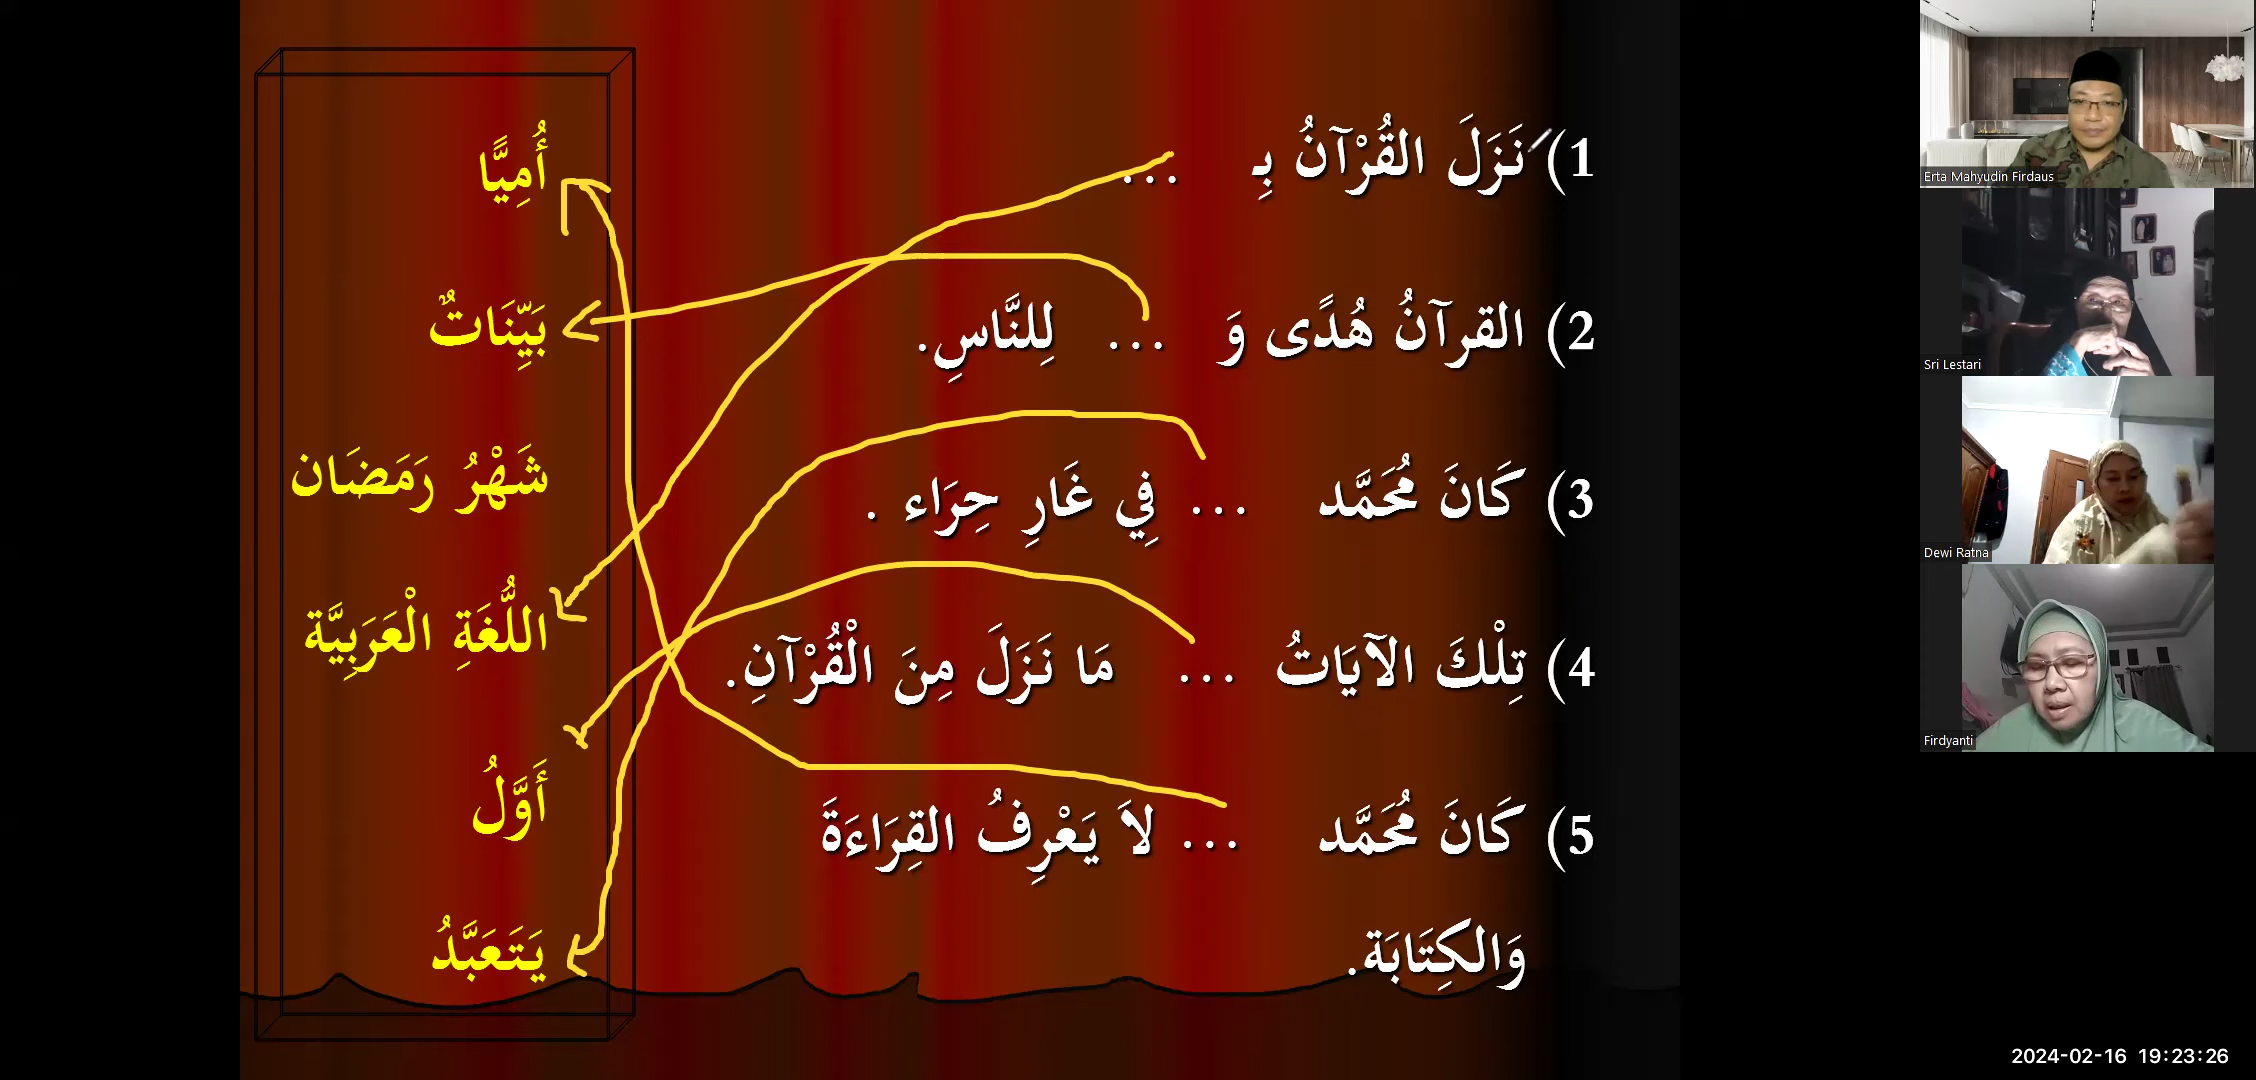 1) نَزَلَ القُرْآنُ بِـ ...
2) القرآنُ هُدًى وَ ... لِلنَّاسِ.
3) كَانَ مُحَمَّد ... فِي غَارِ حِرَاء .
4) تِلْكَ الآيَاتُ ... مَا نَزَلَ مِنَ الْقُرْآنِ.
5) كَانَ مُحَمَّد ... لاَ يَعْرِفُ القِرَاءَةَ
وَالكِتَابَة.
أُمِيًّا
بَيِّنَاتٌ
شَهْرُ رَمَضَان
اللُّغَةِ الْعَرَبِيَّة
أَوَّلُ
يَتَعَبَّدُ
Erta Mahyudin Firdaus
Sri Lestari
Dewi Ratna
Firdyanti
2024-02-16 19:23:26